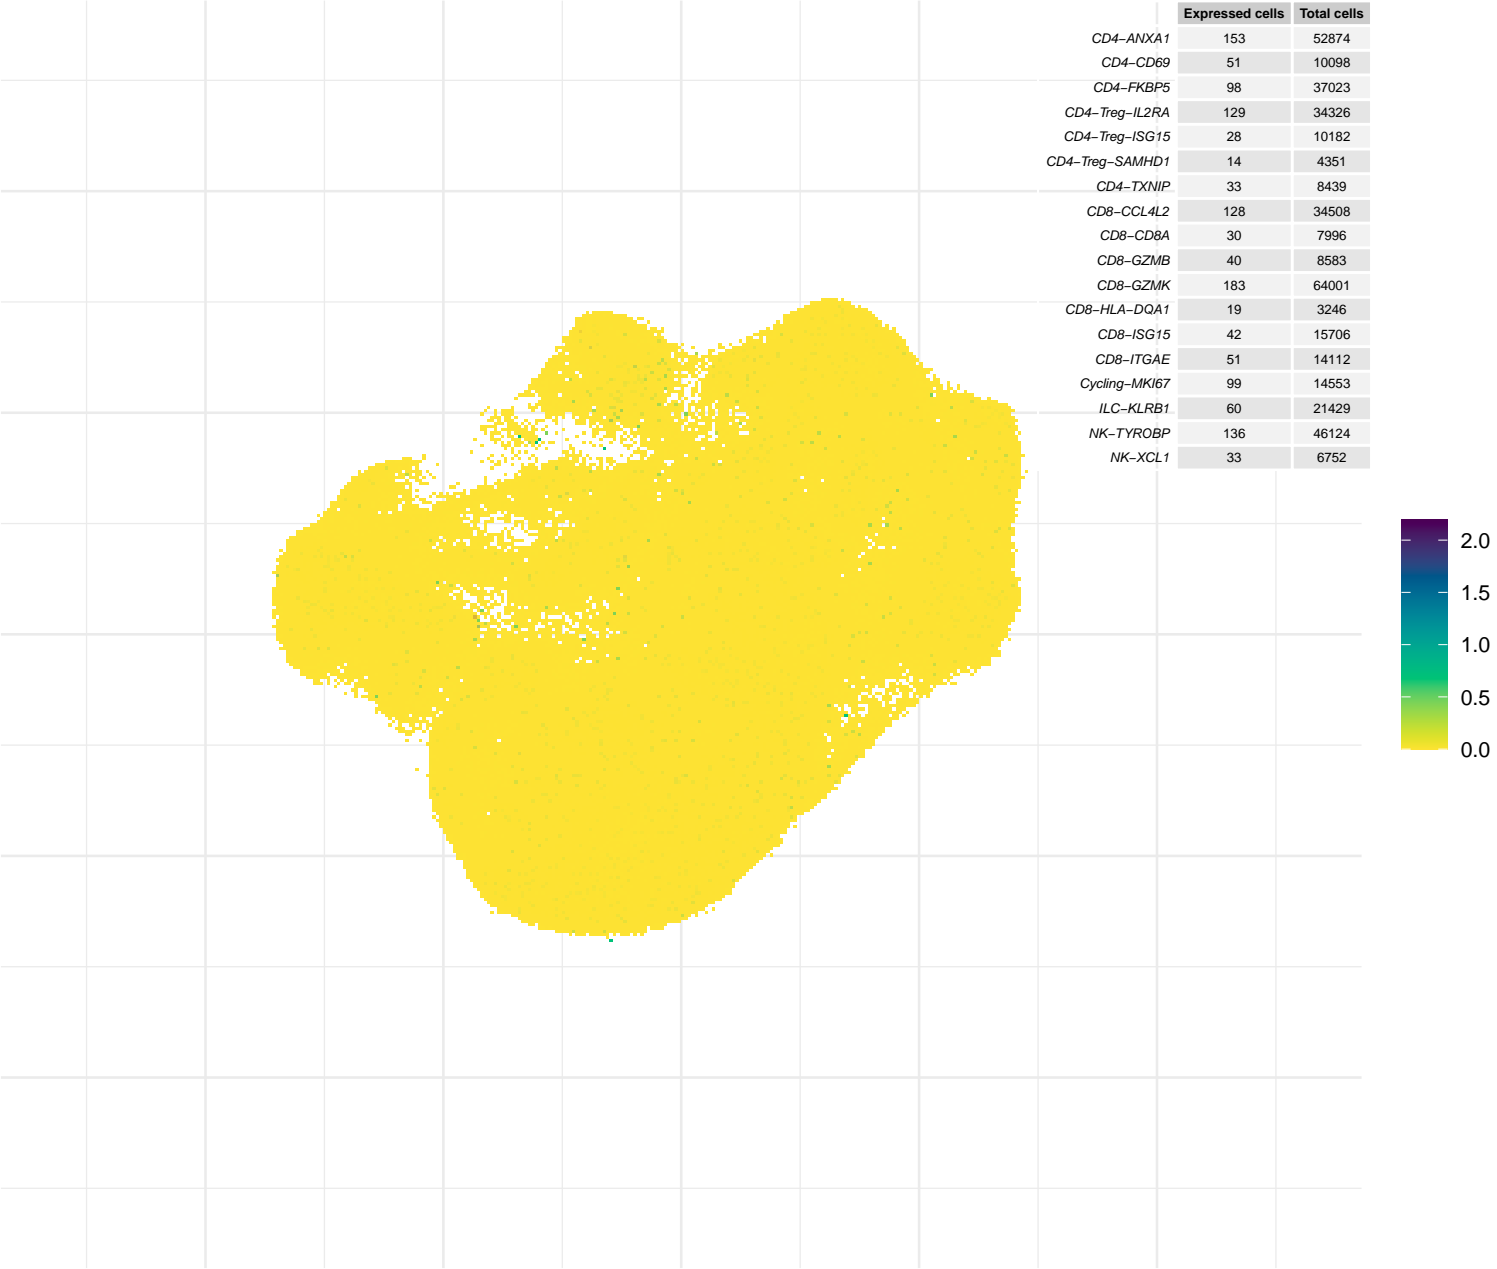 Expressed cells Total cells
CD4−ANXA1 153 52874
CD4−CD69 51 10098
CD4−FKBP5 98 37023
CD4−Treg−IL2RA 129 34326
CD4−Treg−ISG15 28 10182
CD4−Treg−SAMHD1 14 4351
CD4−TXNIP 33 8439
CD8−CCL4L2 128 34508
CD8−CD8A 30 7996
CD8−GZMB 40 8583
CD8−GZMK 183 64001
CD8−HLA−DQA1 19 3246
CD8−ISG15 42 15706
CD8−ITGAE 51 14112
Cycling−MKI67 99 14553
ILC−KLRB1 60 21429
NK−TYROBP 136 46124
NK−XCL1 33 6752
2.0
1.5
1.0
0.5
0.0